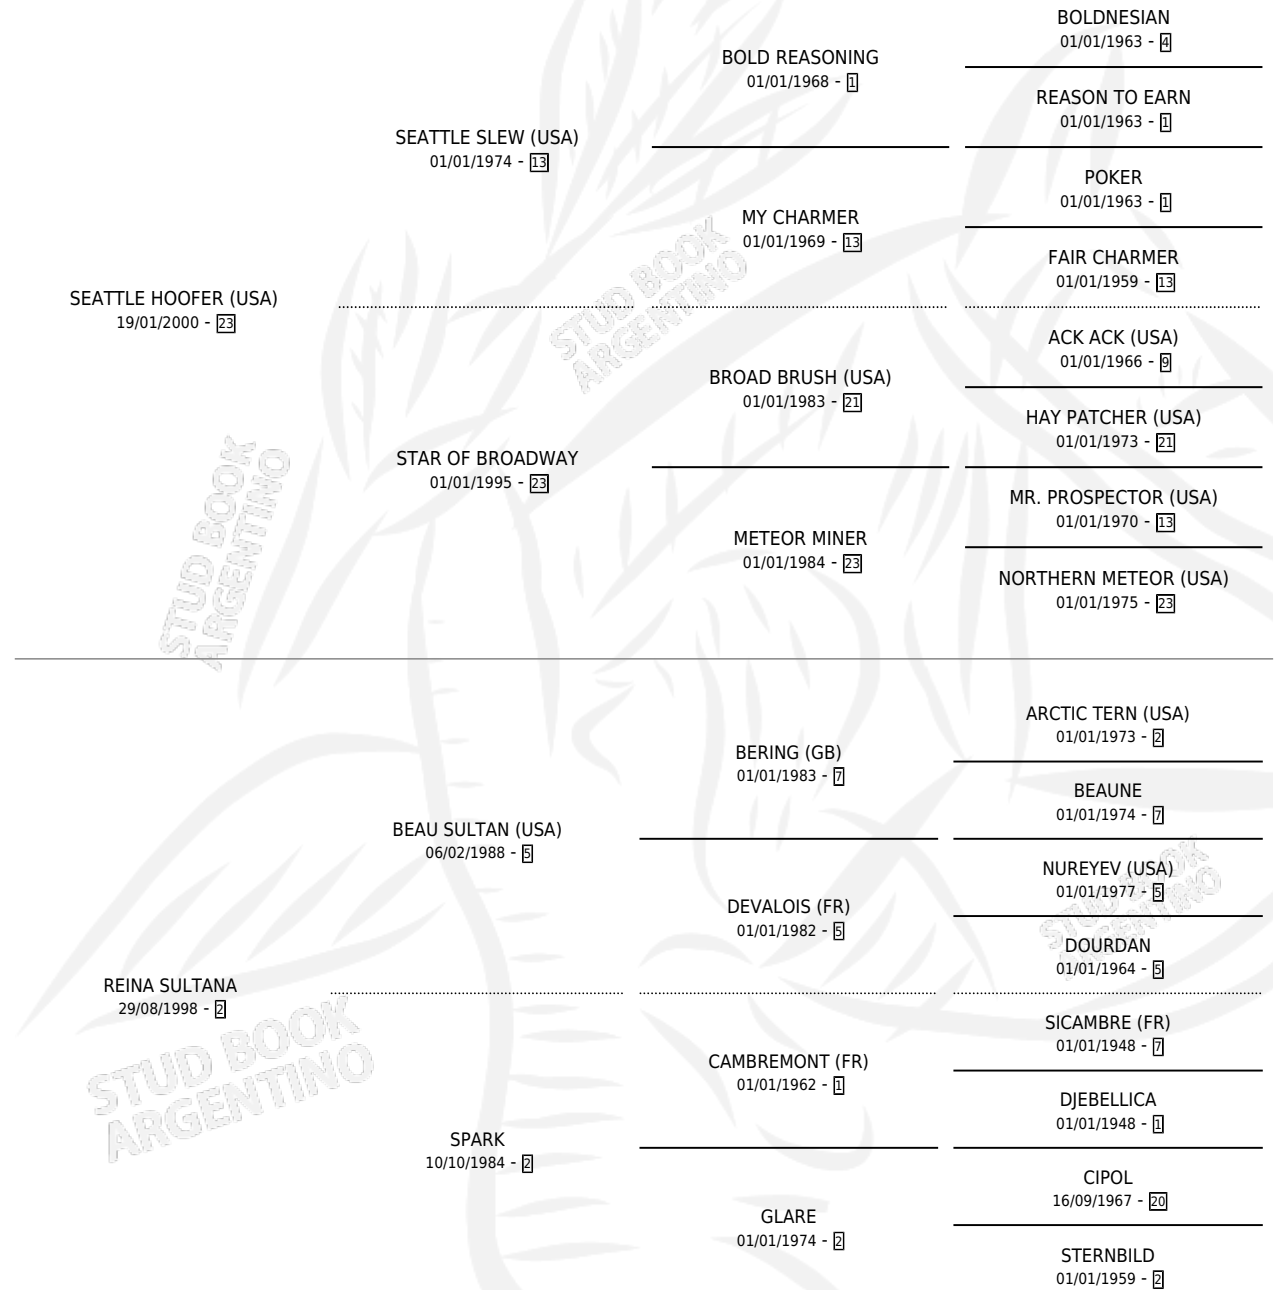 BOLDNESIAN
01/01/1963 - 4
BOLD REASONING
01/01/1968 - 1
REASON TO EARN
01/01/1963 - 1
SEATTLE SLEW (USA)
01/01/1974 - 13
POKER
01/01/1963 - 1
MY CHARMER
01/01/1969 - 13
FAIR CHARMER
01/01/1959 - 13
SEATTLE HOOFER (USA)
19/01/2000 - 23
STUD BOOK
ARGENTINO
ACK ACK (USA)
01/01/1966 - 9
BROAD BRUSH (USA)
01/01/1983 - 21
HAY PATCHER (USA)
01/01/1973 - 21
STAR OF BROADWAY
01/01/1995 - 23
MR. PROSPECTOR (USA)
01/01/1970 - 13
METEOR MINER
01/01/1984 - 23
NORTHERN METEOR (USA)
01/01/1975 - 23
STUD BOOK
ARGENTINO
ARCTIC TERN (USA)
01/01/1973 - 2
BERING (GB)
01/01/1983 - 7
BEAUNE
01/01/1974 - 7
BEAU SULTAN (USA)
06/02/1988 - 5
NUREYEV (USA)
01/01/1977 - 5
DEVALOIS (FR)
01/01/1982 - 5
STUD BOOK
ARGENTINO
DOURDAN
01/01/1964 - 5
REINA SULTANA
29/08/1998 - 2
SICAMBRE (FR)
01/01/1948 - 7
STUD BOOK
ARGENTINO
CAMBREMONT (FR)
01/01/1962 - 1
DJEBELLICA
01/01/1948 - 1
SPARK
10/10/1984 - 2
CIPOL
16/09/1967 - 20
GLARE
01/01/1974 - 2
STERNBILD
01/01/1959 - 2